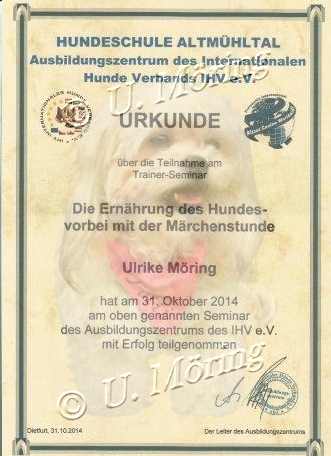 HUNDESCHULE ALTMÜHLTAL
Ausbildungszentrum des Internationalen
Hunde Verbands IHV e.V.
© U. Möring
URKUNDE
über die Teilnahme am
Trainer-Seminar
Die Ernährung des Hundes-
vorbei mit der Märchenstunde
Ulrike Möring
hat am 31. Oktober 2014
am oben genannten Seminar
des Ausbildungszentrums des IHV e.V.
mit Erfolg teilgenommen
© U. Möring
Dietfurt, 31.10.2014
Der Leiter des Ausbildungszentrums